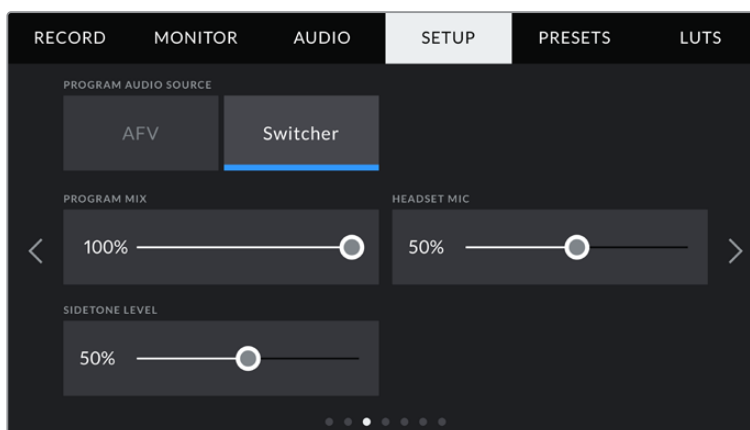 RECORD MONITOR AUDIO SETUP PRESETS LUTS
PROGRAM AUDIO SOURCE
AFV Switcher
PROGRAM MIX HEADSET MIC
100% 50%
SIDETONE LEVEL
50%